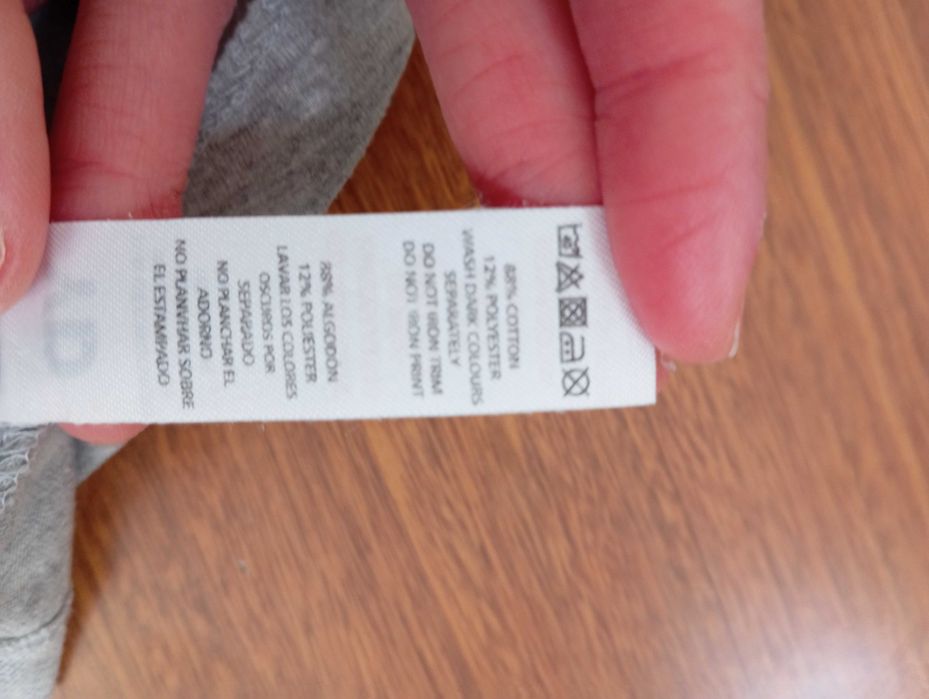 88% COTTON
12% POLYESTER
WASH DARK COLOURS
SEPARATELY
DO NOT IRON TRIM
DO NOT IRON PRINT
88% ALGODÓN
12% POLIESTER
LAVAR LOS COLORES
OSCUROS POR
SEPARADO
NO PLANCHAR EL
ADORNO
NO PLANVHAR SOBRE
EL ESTAMPADO